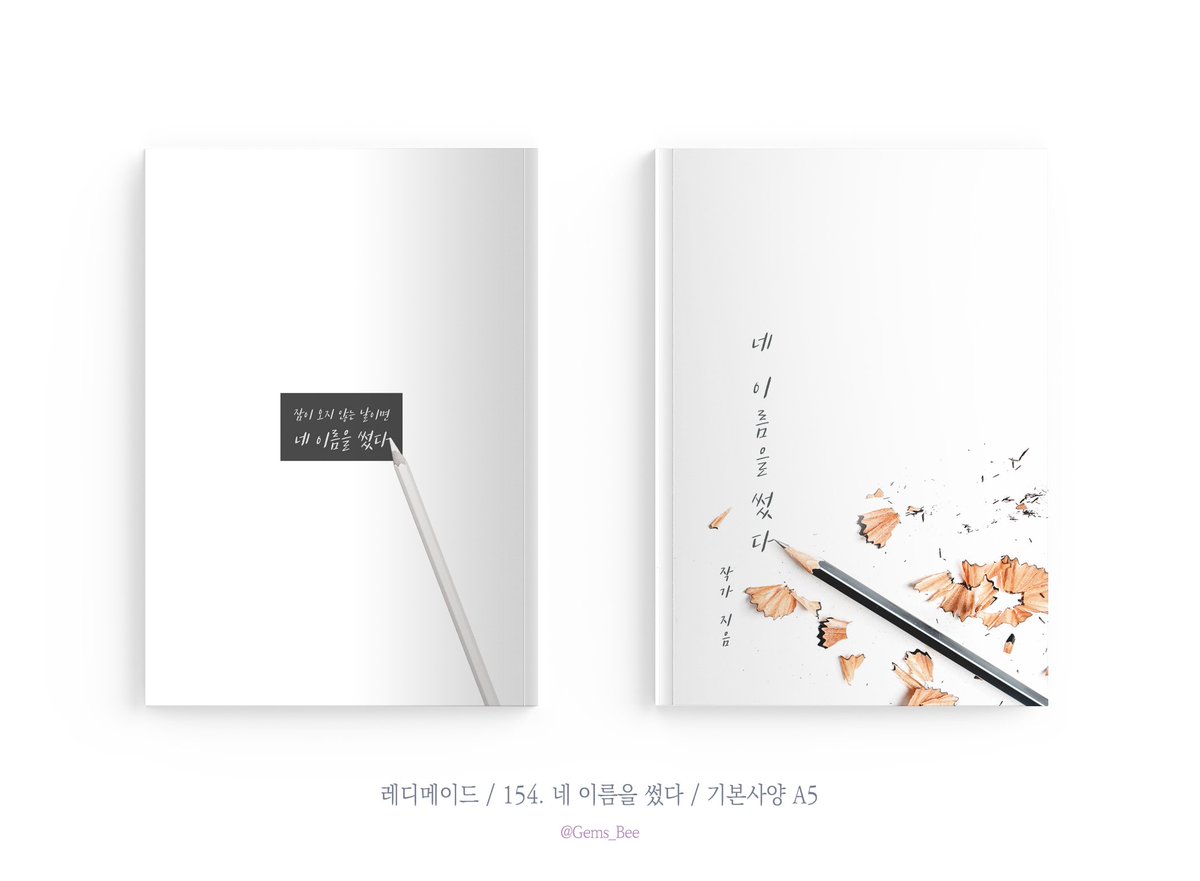 잠이 오지 않는 날이면
네 이름을 썼다
네 이름을 썼다
작가 지음
레디메이드 / 154. 네 이름을 썼다 / 기본사양 A5
@Gems_Bee